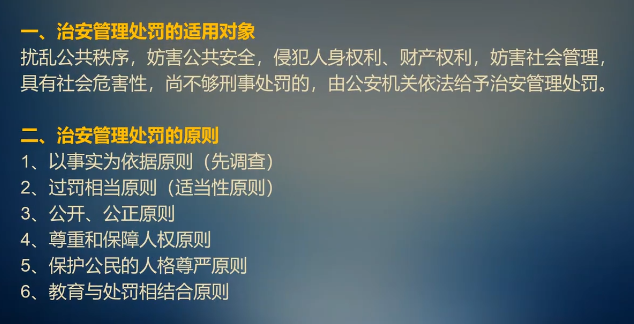 一、治安管理处罚的适用对象
扰乱公共秩序，妨害公共安全，侵犯人身权利、财产权利，妨害社会管理，
具有社会危害性，尚不够刑事处罚的，由公安机关依法给予治安管理处罚。
二、治安管理处罚的原则
1、以事实为依据原则（先调查）
2、过罚相当原则（适当性原则）
3、公开、公正原则
4、尊重和保障人权原则
5、保护公民的人格尊严原则
6、教育与处罚相结合原则